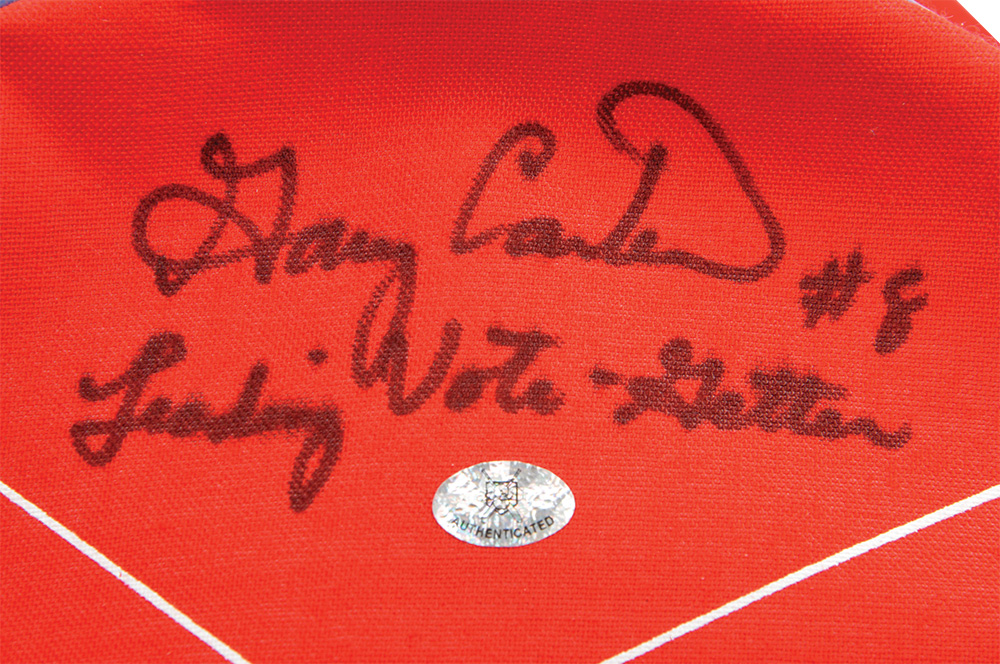 Gary Carter #8
Leading Vote-Getter
AUTHENTICATED